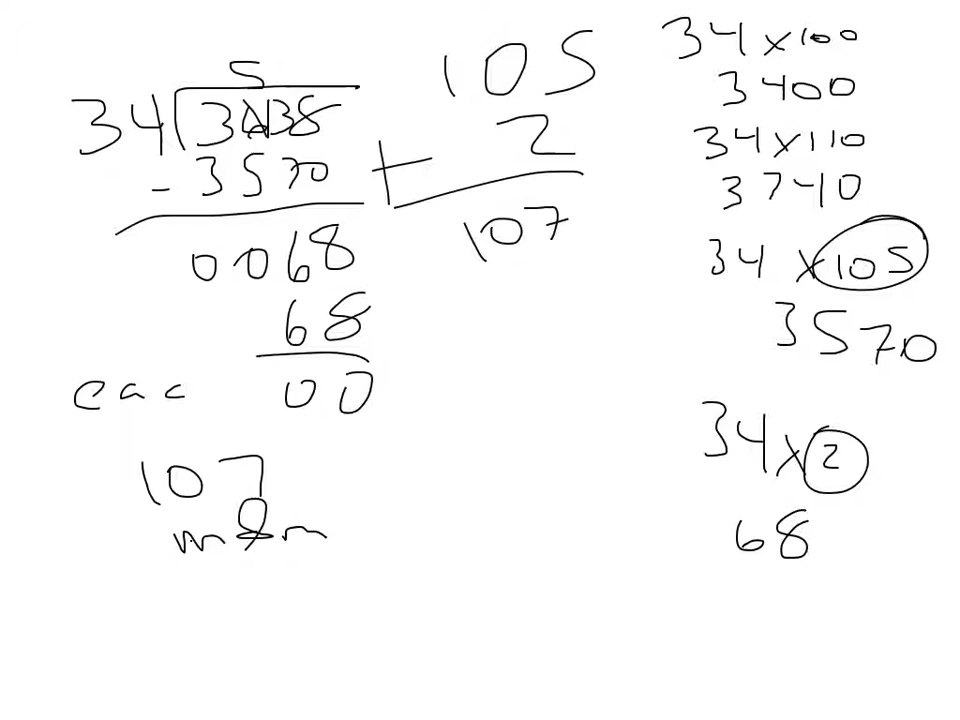 5
34 3638
- 3570
0068
68
00
eac
107
m&m
105
+ 2
107
34 x 100
3400
34 x 110
3740
34 x 105
3570
34 x 2
68